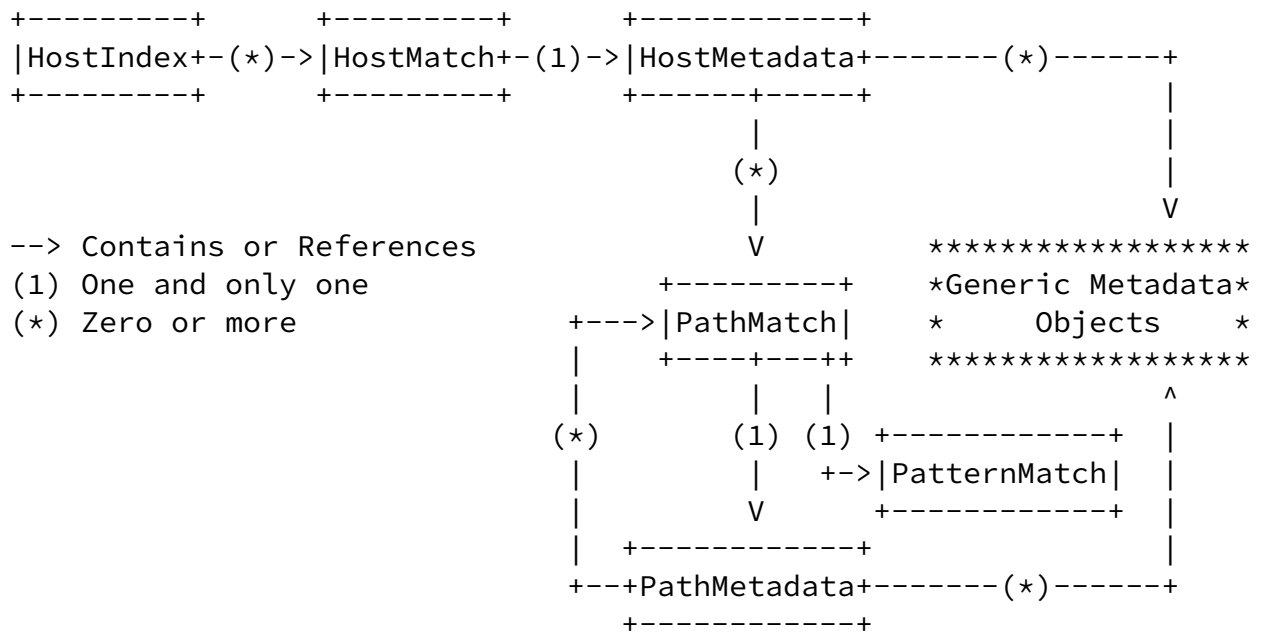 +---------+     +---------+     +------------+
|HostIndex+-(*)->|HostMatch+-(1)->|HostMetadata+-------(*)------+
+---------+     +---------+     +------+-----+                |
                                       |                      |
                                      (*)                     |
                                       |                      V
--> Contains or References             V         ******************
(1) One and only one               +---------+   *Generic Metadata*
(*) Zero or more               +--->|PathMatch|   *     Objects    *
                               |   +----+---++   ******************
                               |        |  |                  ^
                              (*)      (1) (1) +------------+ |
                               |        |  +->|PatternMatch|  |
                               |        V     +------------+  |
                               |  +------------+              |
                               +--+PathMetadata+-------(*)------+
                                  +------------+